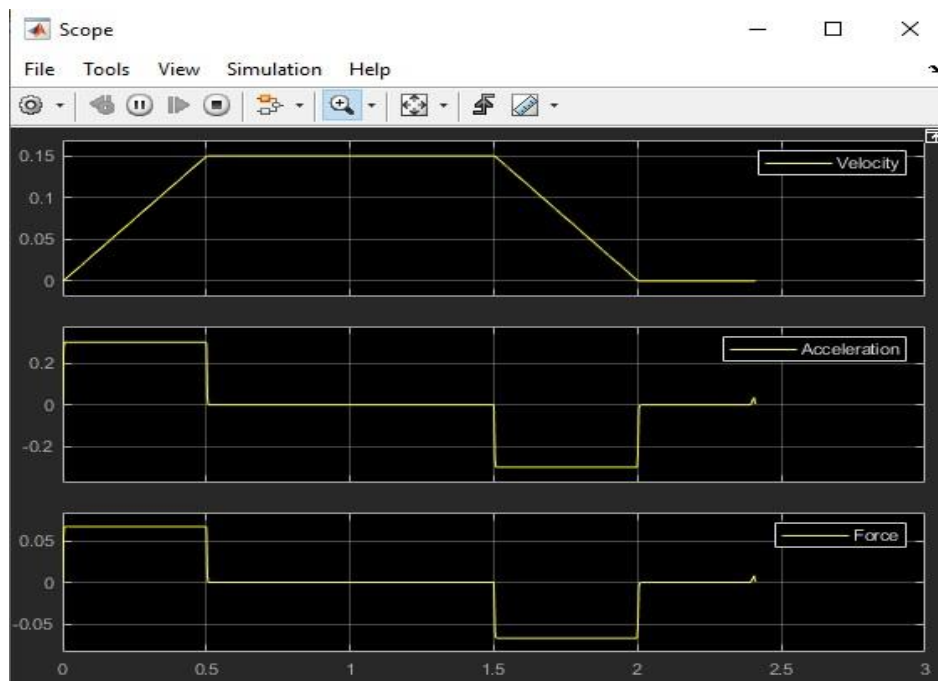 Scope
File Tools View Simulation Help
0.15
Velocity
0.1
0.05
0
0.2
Acceleration
0
-0.2
0.05
Force
0
-0.05
0 0.5 1 1.5 2 2.5 3